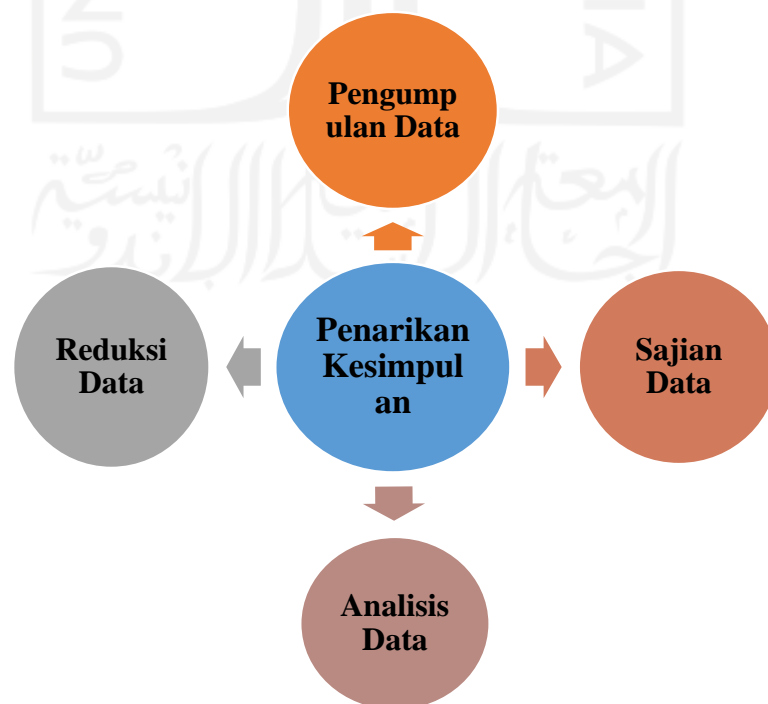 Pengump
ulan Data
Reduksi
Data
Penarikan
Kesimpul
an
Sajian
Data
Analisis
Data